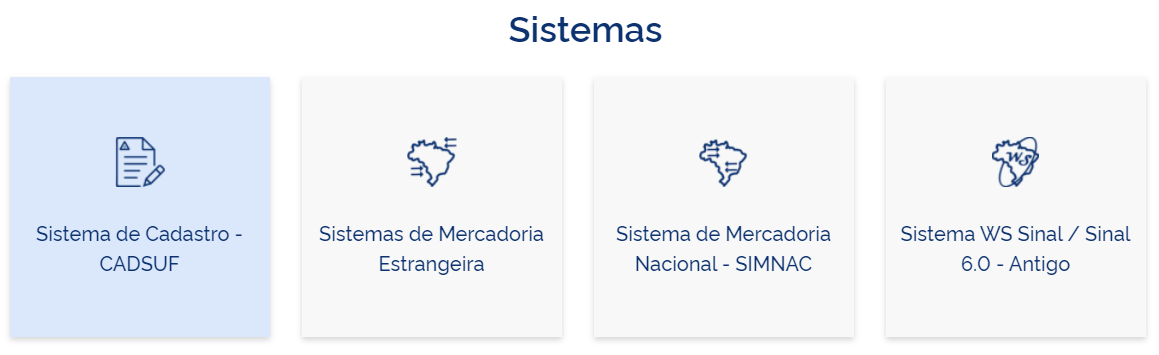 Sistemas
Sistema de Cadastro -
CADSUF
Sistemas de Mercadoria
Estrangeira
Sistema de Mercadoria
Nacional - SIMNAC
WS
Sistema WS Sinal / Sinal
6.0 - Antigo